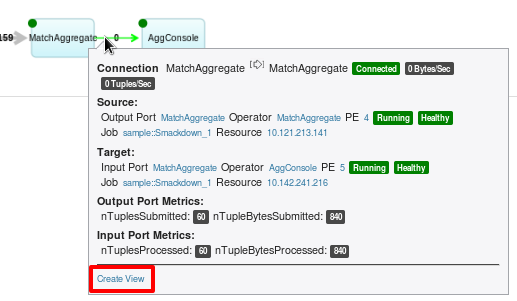 159 MatchAggregate 0 AggConsole
Connection MatchAggregate MatchAggregate Connected 0 Bytes/Sec
0 Tuples/Sec
Source:
Output Port MatchAggregate Operator MatchAggregate PE 4 Running Healthy
Job sample::Smackdown_1 Resource 10.121.213.141
Target:
Input Port MatchAggregate Operator AggConsole PE 5 Running Healthy
Job sample::Smackdown_1 Resource 10.142.241.216
Output Port Metrics:
nTuplesSubmitted: 60 nTupleBytesSubmitted: 840
Input Port Metrics:
nTuplesProcessed: 60 nTupleBytesProcessed: 840
Create View